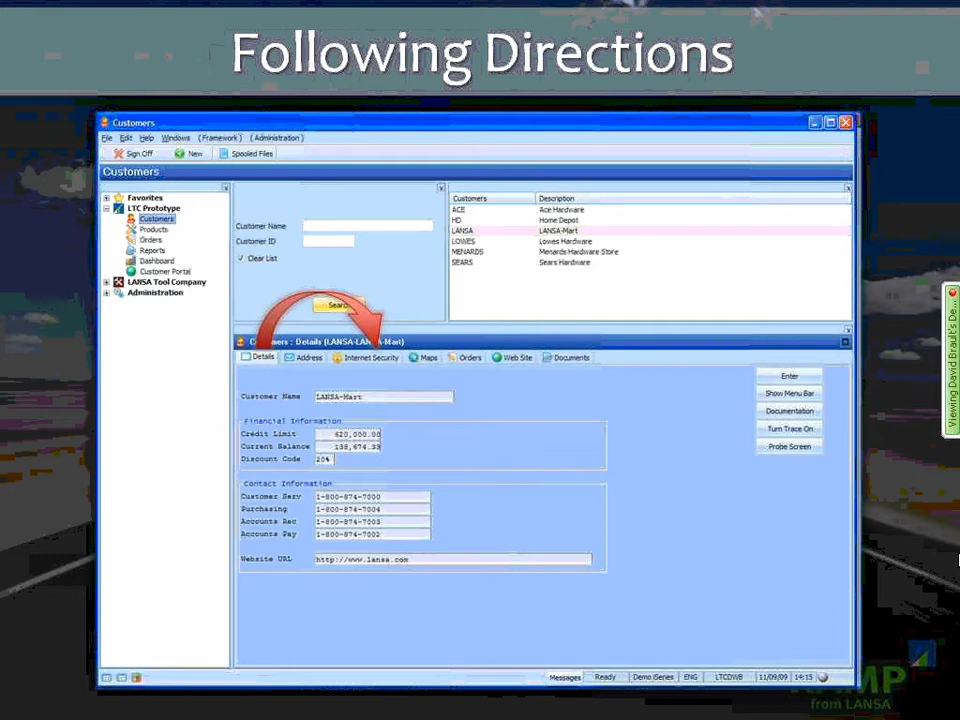 Following Directions
Customers
File Edit Help Windows (Framework) (Administration)
Sign Off New Spooled Files
Customers
Favorites
LTC Prototype
Customers
Products
Orders
Reports
Dashboard
Customer Portal
LANSA Tool Company
Administration
Customer Name
Customer ID
Clear List
Search
Customers Description
ACE Ace Hardware
HD Home Depot
LANSA LANSA-Mart
LOWES Lowes Hardware
MENARDS Menards Hardware Store
SEARS Sears Hardware
: Details (LANSA-LAN
-Mart)
Details Address Internet Security Maps Orders Web Site Documents
Customer Name LANSA-Mart
Financial Information
Credit Limit 620,000.00
Current Balance 138,674.33
Discount Code 20%
Contact Information
Customer Serv 1-800-874-7000
Purchasing 1-800-874-7004
Accounts Rec 1-800-874-7003
Accounts Pay 1-800-874-7002
Website URL http://www.lansa.com
Enter
Show Menu Bar
Documentation
Turn Trace On
Probe Screen
Messages Ready Demo iSeries ENG LTCDWB 11/09/09 14:15
RAMP
from LANSA
Viewing David Brault's De...